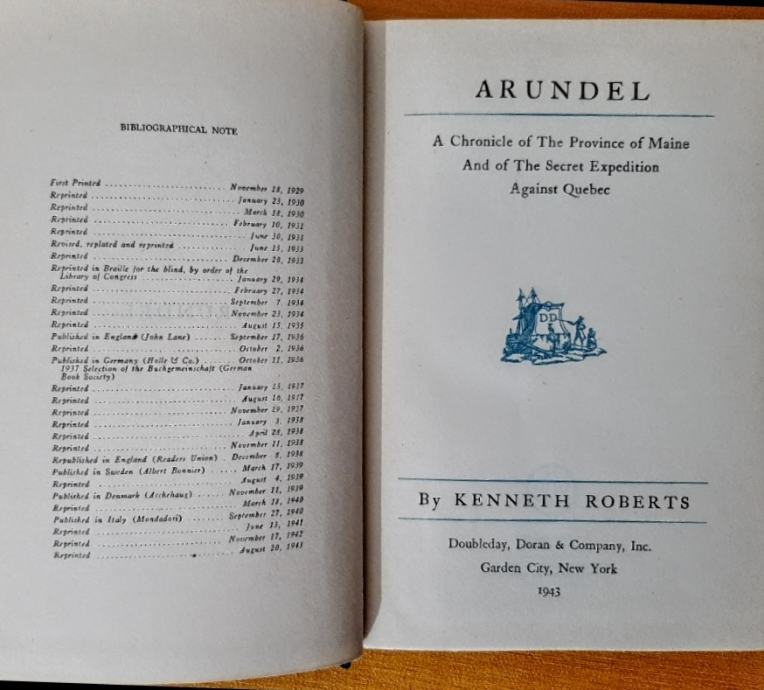 BIBLIOGRAPHICAL NOTE
First Printed ........................ November 18, 1929
Reprinted ........................ January 23, 1930
Reprinted ........................ March 18, 1930
Reprinted ........................ February 10, 1931
Reprinted ........................ June 30, 1931
Revised, replated and reprinted ........... June 15, 1933
Reprinted ........................ December 20, 1933
Reprinted in Braille for the blind, by order of the
Library of Congress ................ January 29, 1934
Reprinted ........................ February 27, 1934
Reprinted ........................ September 7, 1934
Reprinted ........................ November 23, 1934
Reprinted ........................ August 15, 1935
Published in England (John Lane) ....... September 17, 1936
Reprinted ........................ October 2, 1936
Published in Germany (Holle & Co.) ....... October 11, 1936
1937 Selection of the Buchgemeinschaft (German
Book Society)
Reprinted ........................ January 15, 1937
Reprinted ........................ August 16, 1937
Reprinted ........................ November 29, 1937
Reprinted ........................ January 3, 1938
Reprinted ........................ April 28, 1938
Reprinted ........................ November 11, 1938
Republished in England (Readers Union) . December 8, 1938
Published in Sweden (Albert Bonnier) ..... March 17, 1939
Reprinted ........................ August 4, 1939
Published in Denmark (Aschehoug) ....... November 11, 1939
Reprinted ........................ March 18, 1940
Published in Italy (Mondadori) ....... September 27, 1940
Reprinted ........................ June 13, 1941
Reprinted ........................ November 17, 1942
Reprinted ........................ August 20, 1943
ARUNDEL
A Chronicle of The Province of Maine
And of The Secret Expedition
Against Quebec
DD
By KENNETH ROBERTS
Doubleday, Doran & Company, Inc.
Garden City, New York
1943